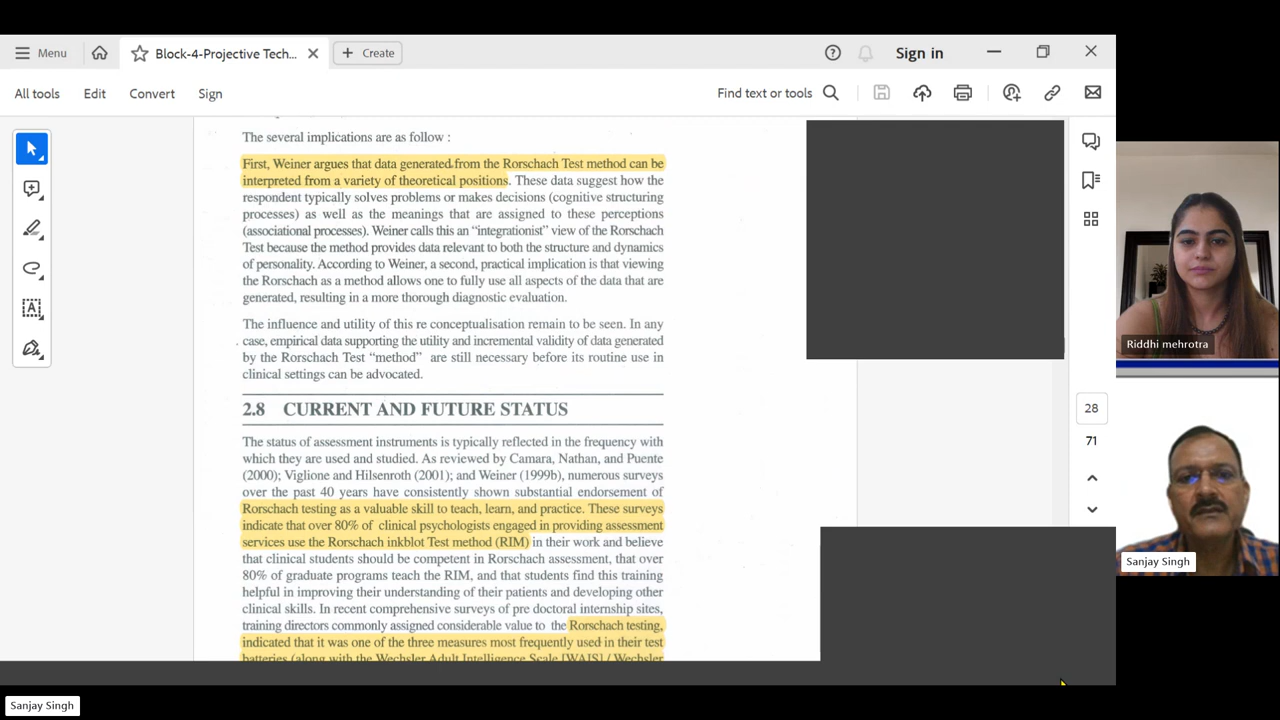 Menu
Block-4-Projective Tech...
Create
Sign in
All tools
Edit
Convert
Sign
Find text or tools
The several implications are as follow :
First, Weiner argues that data generated from the Rorschach Test method can be
interpreted from a variety of theoretical positions. These data suggest how the
respondent typically solves problems or makes decisions (cognitive structuring
processes) as well as the meanings that are assigned to these perceptions
(associational processes). Weiner calls this an “integrationist” view of the Rorschach
Test because the method provides data relevant to both the structure and dynamics
of personality. According to Weiner, a second, practical implication is that viewing
the Rorschach as a method allows one to fully use all aspects of the data that are
generated, resulting in a more thorough diagnostic evaluation.
The influence and utility of this re conceptualisation remain to be seen. In any
case, empirical data supporting the utility and incremental validity of data generated
by the Rorschach Test “method” are still necessary before its routine use in
clinical settings can be advocated.
2.8 CURRENT AND FUTURE STATUS
The status of assessment instruments is typically reflected in the frequency with
which they are used and studied. As reviewed by Camara, Nathan, and Puente
(2000); Viglione and Hilsenroth (2001); and Weiner (1999b), numerous surveys
over the past 40 years have consistently shown substantial endorsement of
Rorschach testing as a valuable skill to teach, learn, and practice. These surveys
indicate that over 80% of clinical psychologists engaged in providing assessment
services use the Rorschach inkblot Test method (RIM) in their work and believe
that clinical students should be competent in Rorschach assessment, that over
80% of graduate programs teach the RIM, and that students find this training
helpful in improving their understanding of their patients and developing other
clinical skills. In recent comprehensive surveys of pre doctoral internship sites,
training directors commonly assigned considerable value to the Rorschach testing,
indicated that it was one of the three measures most frequently used in their test
batteries (along with the Wechsler Adult Intelligence Scale [WAIS] / Wechsler
28
71
Riddhi mehrotra
Sanjay Singh
Sanjay Singh